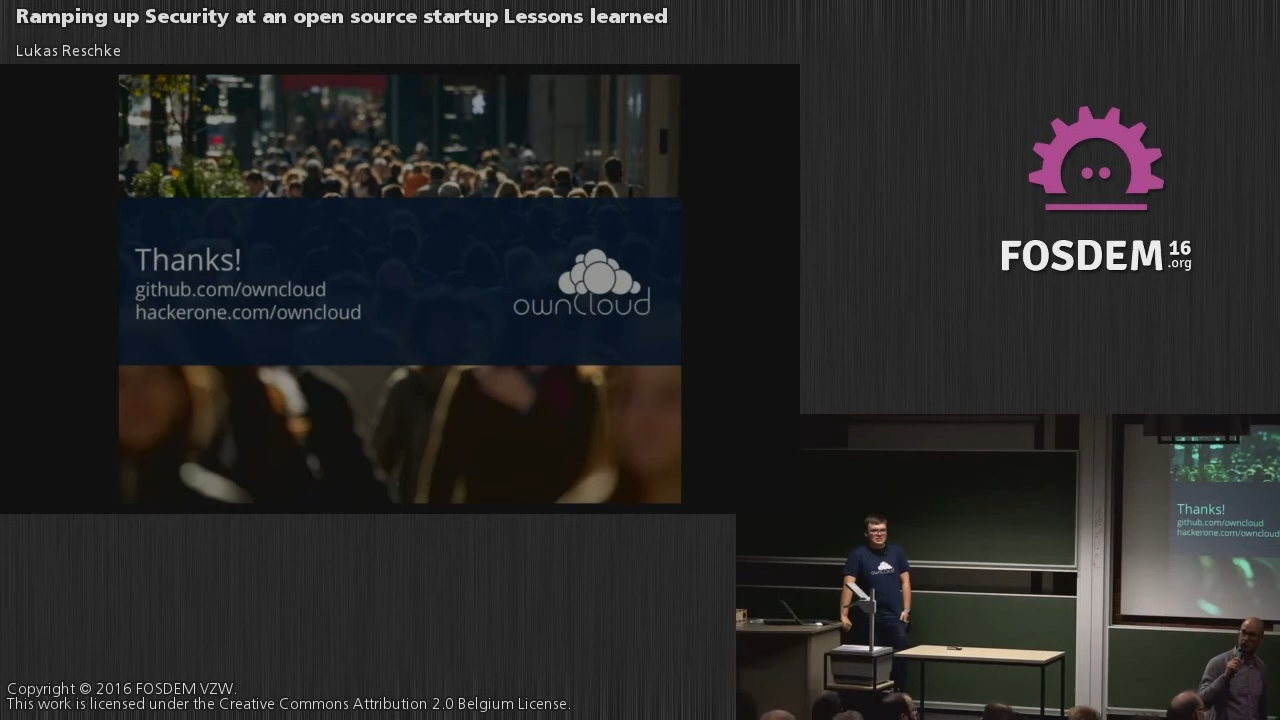 Ramping up Security at an open source startup Lessons learned
Lukas Reschke
Thanks!
github.com/owncloud
hackerone.com/owncloud
ownCloud
FOSDEM 16
.org
Thanks!
github.com/owncloud
hackerone.com/owncloud
ownCloud
Copyright © 2016 FOSDEM VZW.
This work is licensed under the Creative Commons Attribution 2.0 Belgium License.